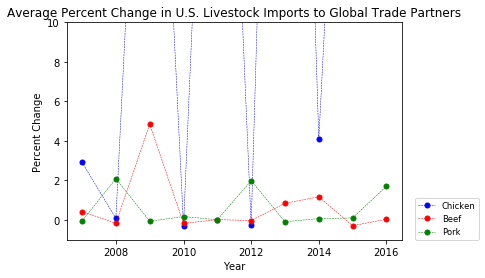 Average Percent Change in U.S. Livestock Imports to Global Trade Partners
10
8
6
4
2
0
Percent Change
2008
2010
2012
2014
2016
Year
Chicken
Beef
Pork